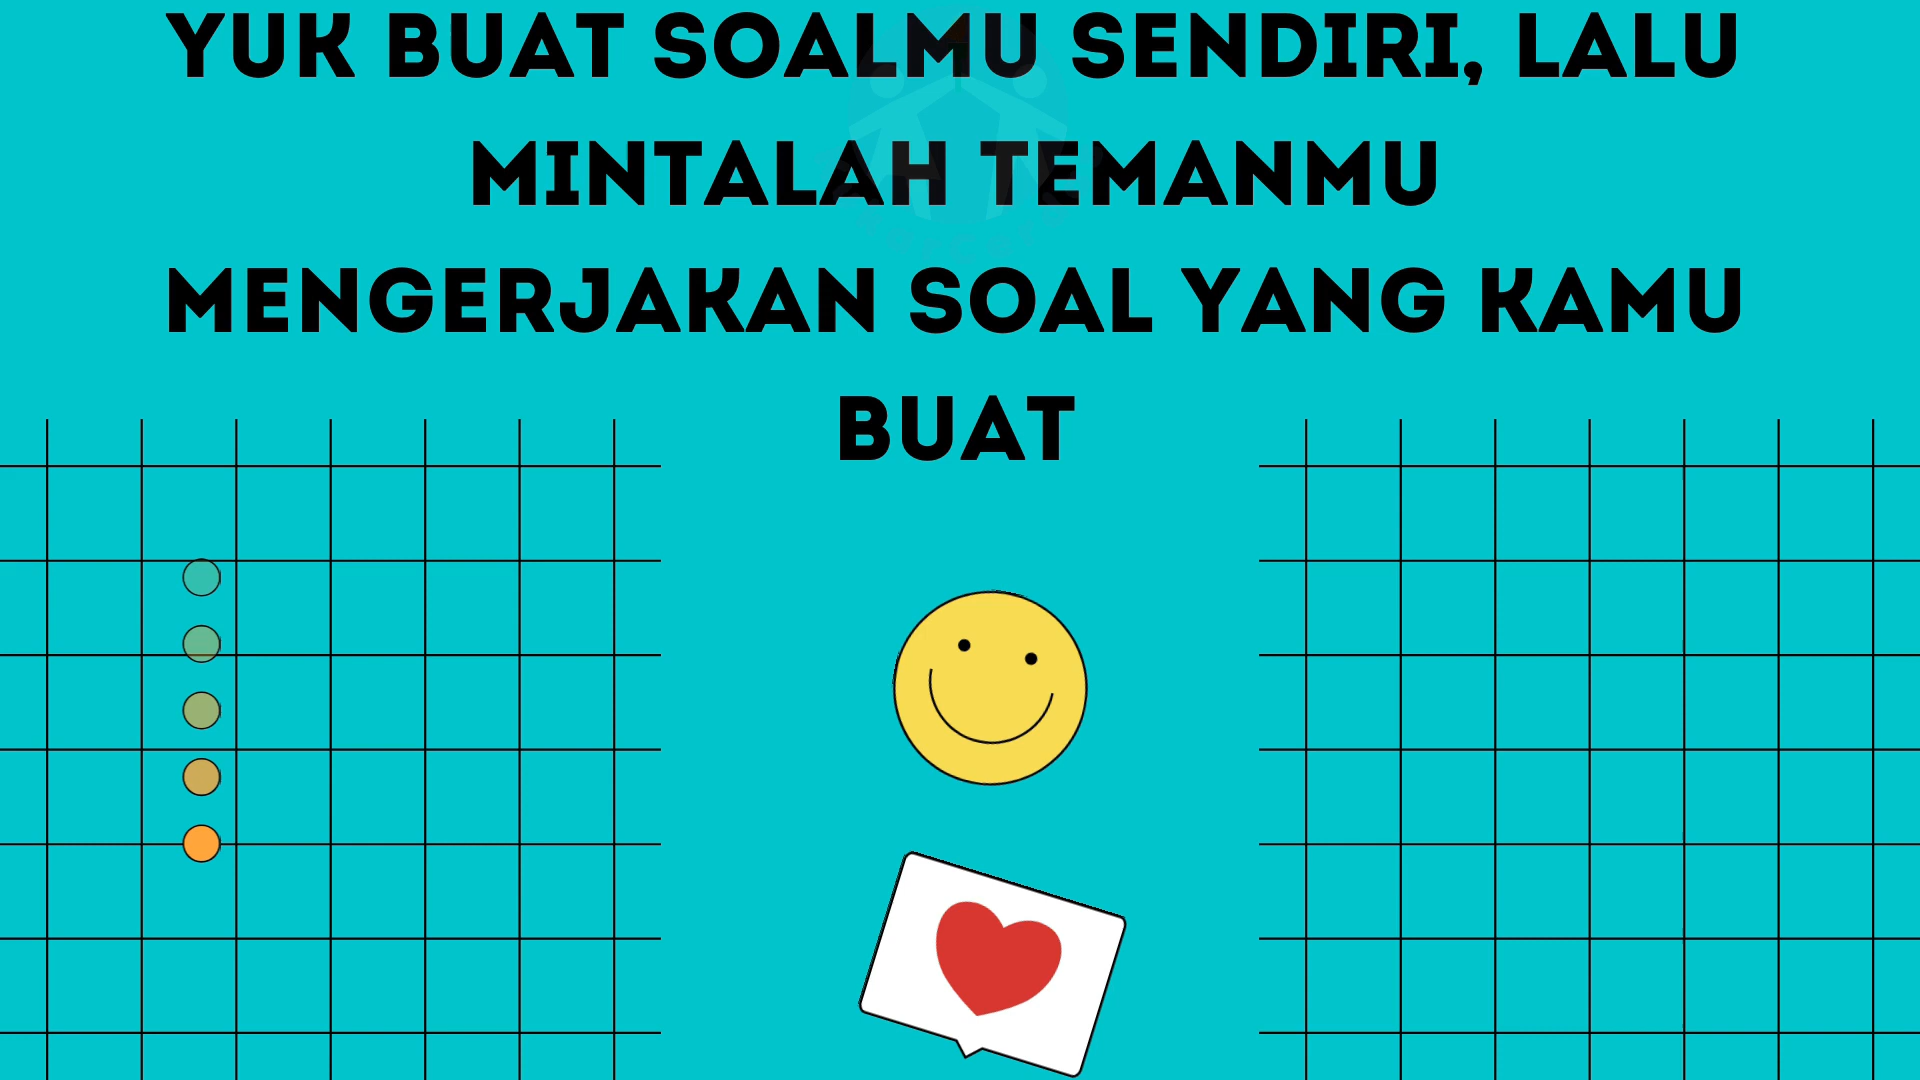 YUK BUAT SOALMU SENDIRI, LALU
MINTALAH TEMANMU
MENGERJAKAN SOAL YANG KAMU
BUAT